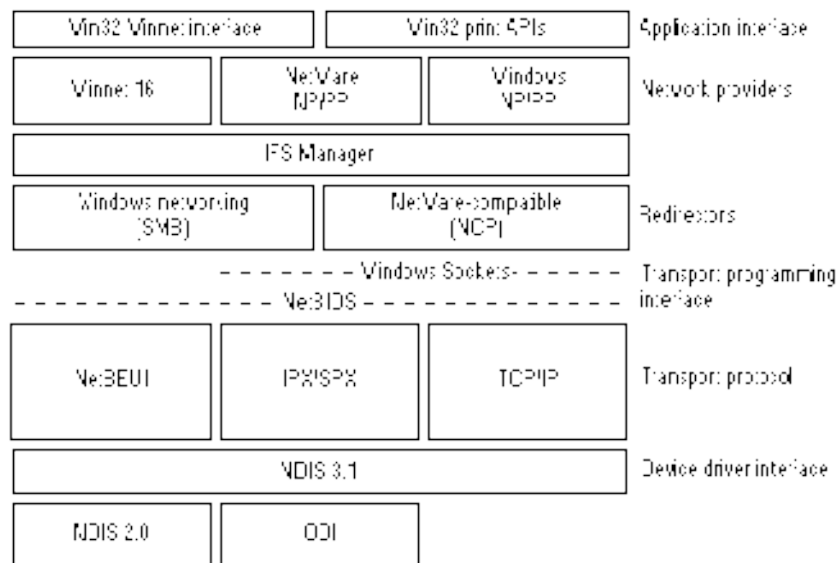 Win32 Winnet interface
Win32 print APIs
Application interface
Winnet 16
NetWare
NP/PP
Windows
NP/PP
Network providers
IFS Manager
Windows networking
(SMB)
NetWare-compatible
(NCP)
Redirectors
Windows Sockets
Transport programming
interface
NetBIOS
NetBEUI
IPX/SPX
TCP/IP
Transport protocol
NDIS 3.1
Device driver interface
NDIS 2.0
ODI